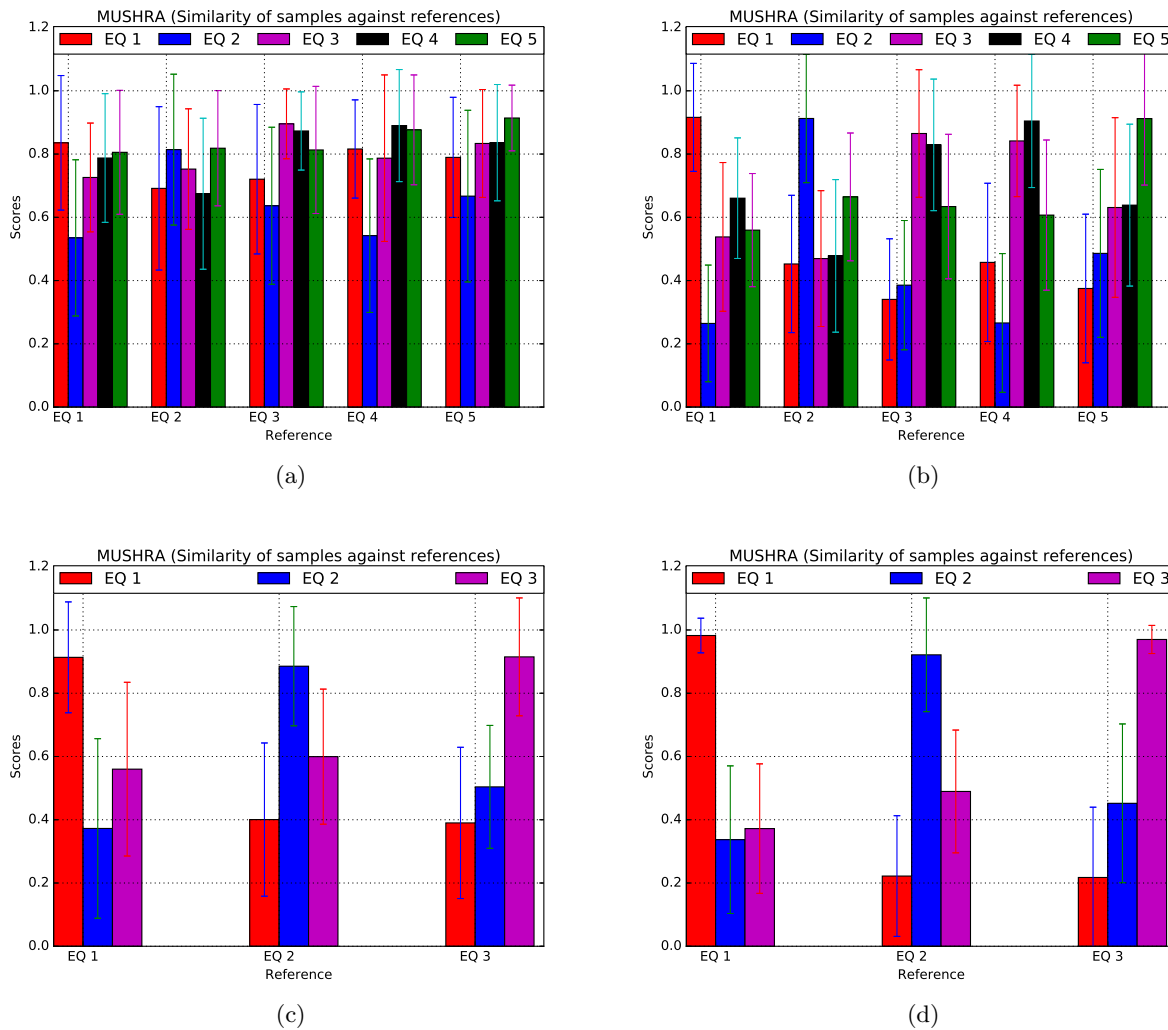 MUSHRA (Similarity of samples against references)
1.2
EQ 1 EQ 2 EQ 3 EQ 4 EQ 5
1.0
0.8
0.6
0.4
0.2
0.0
Scores
EQ 1 EQ 2 EQ 3 EQ 4 EQ 5
Reference
(a)
MUSHRA (Similarity of samples against references)
1.2
EQ 1 EQ 2 EQ 3 EQ 4 EQ 5
1.0
0.8
0.6
0.4
0.2
0.0
Scores
EQ 1 EQ 2 EQ 3 EQ 4 EQ 5
Reference
(b)
MUSHRA (Similarity of samples against references)
1.2
EQ 1 EQ 2 EQ 3
1.0
0.8
0.6
0.4
0.2
0.0
Scores
EQ 1 EQ 2 EQ 3
Reference
(c)
MUSHRA (Similarity of samples against references)
1.2
EQ 1 EQ 2 EQ 3
1.0
0.8
0.6
0.4
0.2
0.0
Scores
EQ 1 EQ 2 EQ 3
Reference
(d)